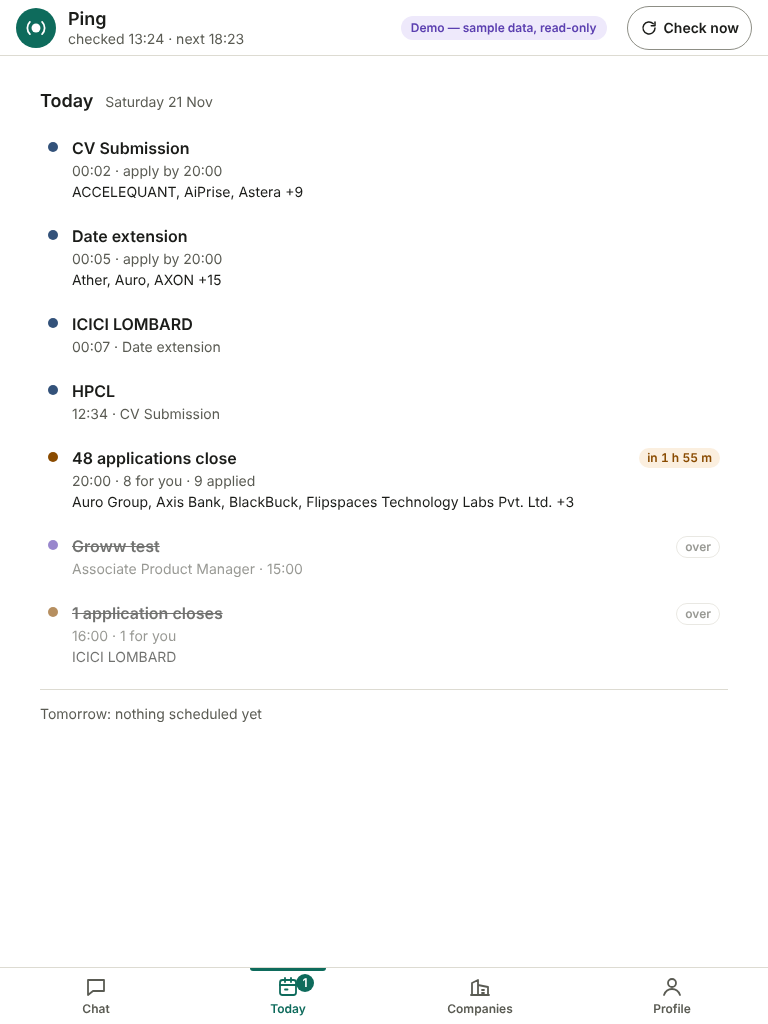 Ping
checked 13:24 · next 18:23
Demo — sample data, read-only
Check now
Today Saturday 21 Nov
CV Submission
00:02 · apply by 20:00
ACCELEQUANT, AiPrise, Astera +9
Date extension
00:05 · apply by 20:00
Ather, Auro, AXON +15
ICICI LOMBARD
00:07 · Date extension
HPCL
12:34 · CV Submission
48 applications close
in 1 h 55 m
20:00 · 8 for you · 9 applied
Auro Group, Axis Bank, BlackBuck, Flipspaces Technology Labs Pvt. Ltd. +3
Groww test
over
Associate Product Manager · 15:00
1 application closes
over
16:00 · 1 for you
ICICI LOMBARD
Tomorrow: nothing scheduled yet
Chat
1
Today
Companies
Profile